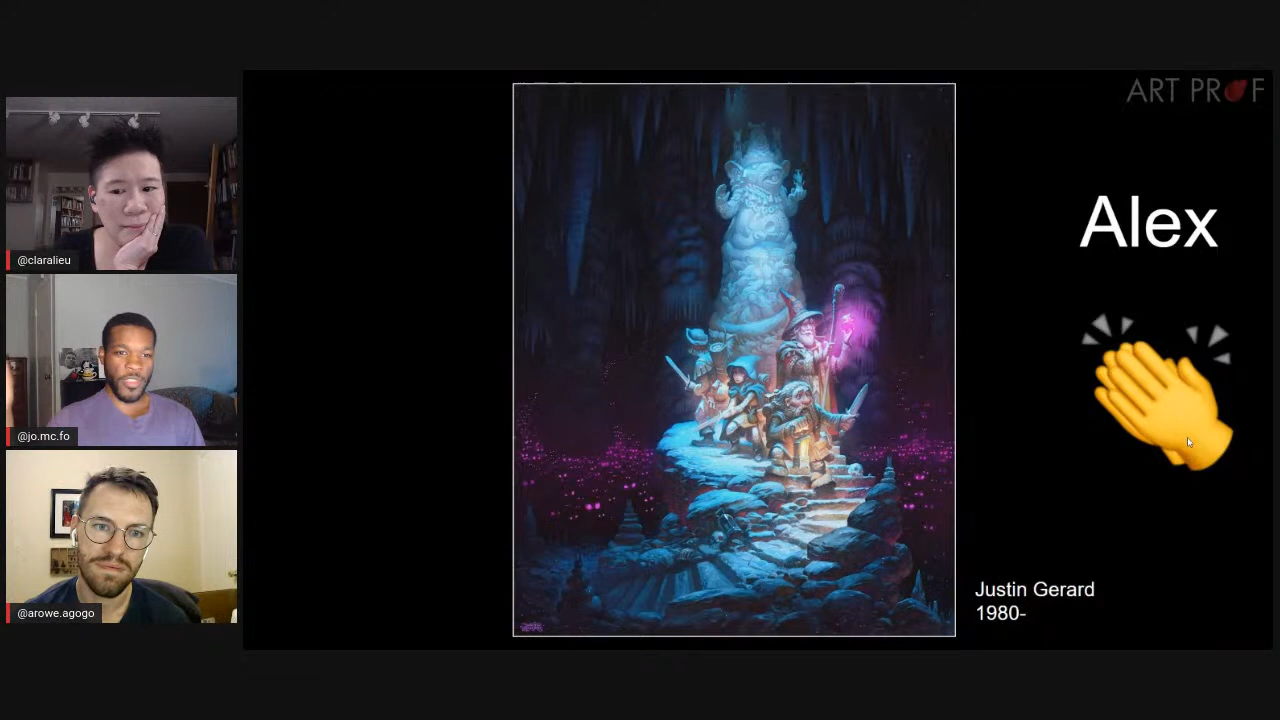 ART PROF
Alex
@claralieu
@jo.mc.fo
@arowe.agogo
Justin Gerard
1980-